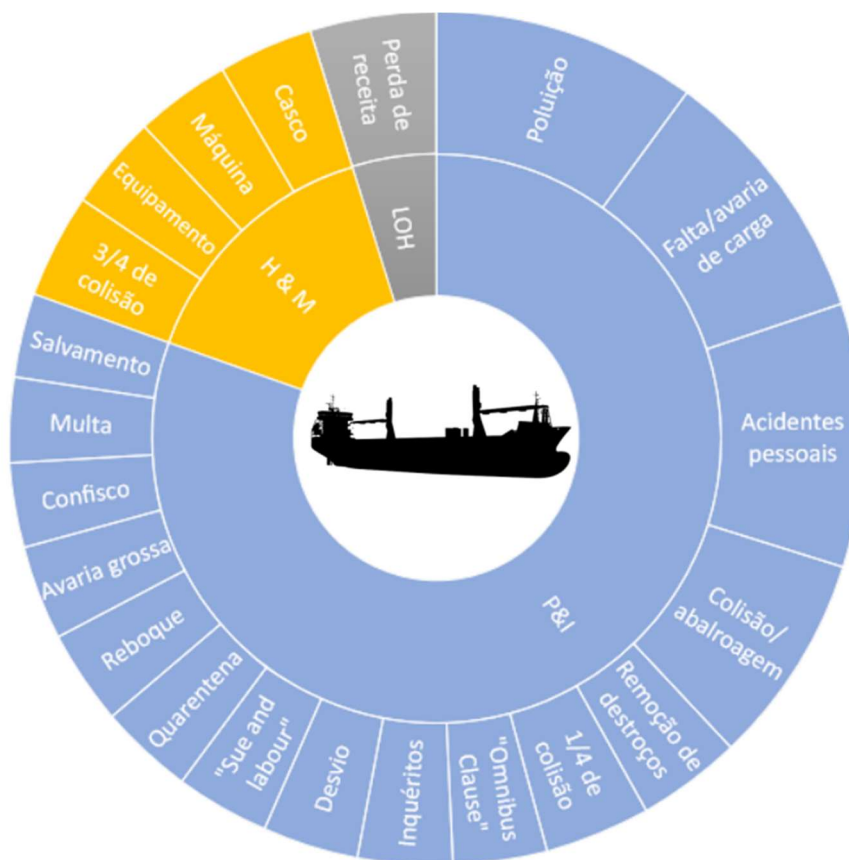 Poluição
Falta/avaria
de carga
Acidentes
pessoais
Colisão/
abalroagem
Remoção de
destroços
1/4 de
colisão
"Omnibus
Clause"
Inquéritos
Desvio
"Sue and
labour"
Quarentena
Reboque
Avaria grossa
Confisco
Multa
Salvamento
3/4 de
colisão
Equipamento
Máquina
Casco
Perda de
receita
LOH
H & M
P&I